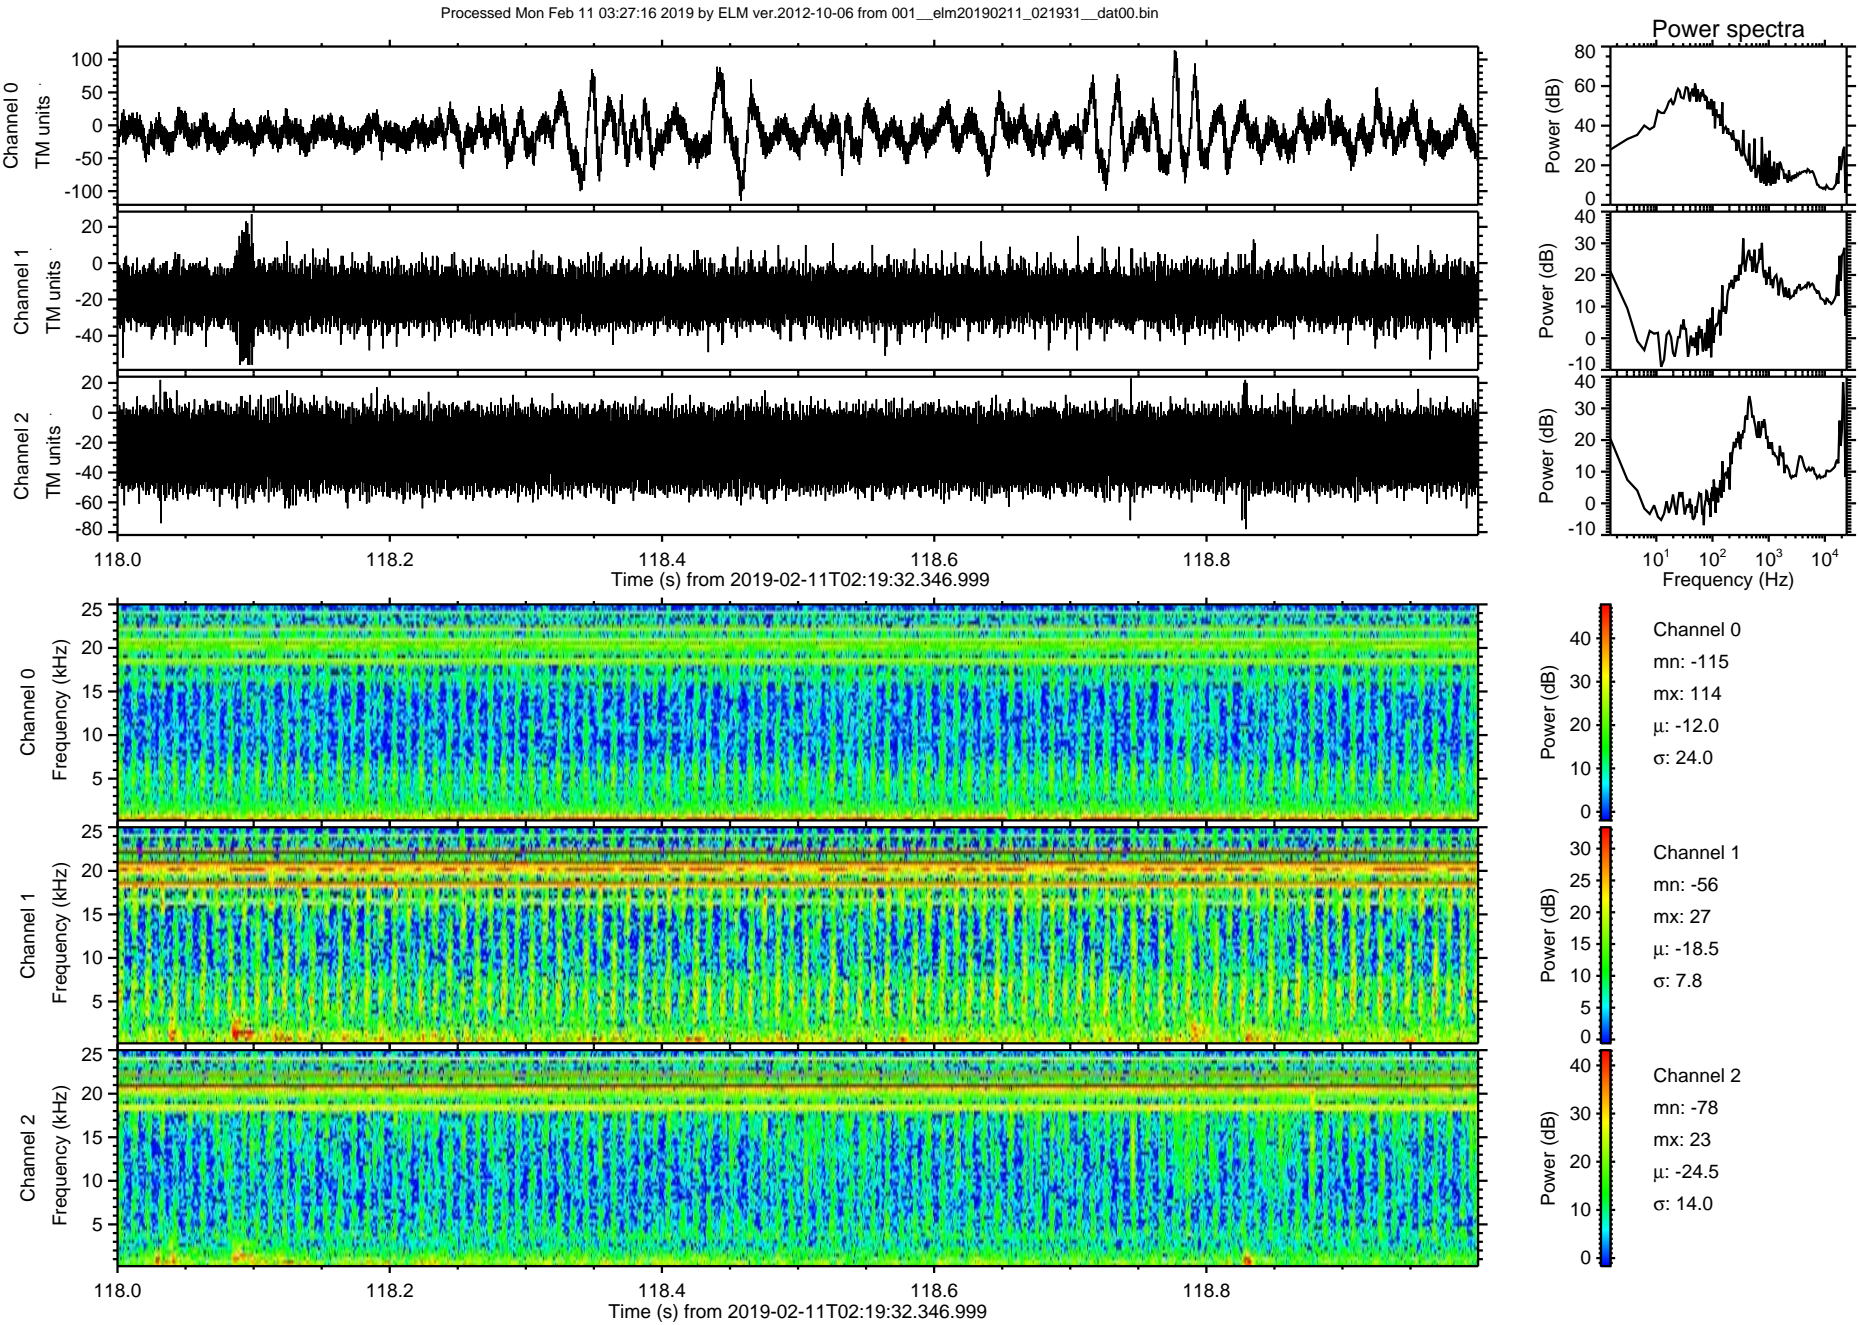 Processed Mon Feb 11 03:27:16 2019 by ELM ver.2012-10-06 from 001__elm20190211_021931__dat00.bin
Power spectra
Channel 0
TM units
100
50
0
-50
-100
Power (dB)
80
60
40
20
0
Channel 1
TM units
20
0
-20
-40
Power (dB)
40
30
20
10
0
-10
Channel 2
TM units
20
0
-20
-40
-60
-80
Power (dB)
40
30
20
10
0
-10
118.0 118.2 118.4 118.6 118.8
Time (s) from 2019-02-11T02:19:32.346.999
10¹ 10² 10³ 10⁴
Frequency (Hz)
Channel 0
Frequency (kHz)
25
20
15
10
5
Power (dB)
40
30
20
10
0
Channel 0
mn: -115
mx: 114
μ: -12.0
σ: 24.0
Channel 1
Frequency (kHz)
25
20
15
10
5
Power (dB)
30
25
20
15
10
5
0
Channel 1
mn: -56
mx: 27
μ: -18.5
σ: 7.8
Channel 2
Frequency (kHz)
25
20
15
10
5
Power (dB)
40
30
20
10
0
Channel 2
mn: -78
mx: 23
μ: -24.5
σ: 14.0
118.0 118.2 118.4 118.6 118.8
Time (s) from 2019-02-11T02:19:32.346.999